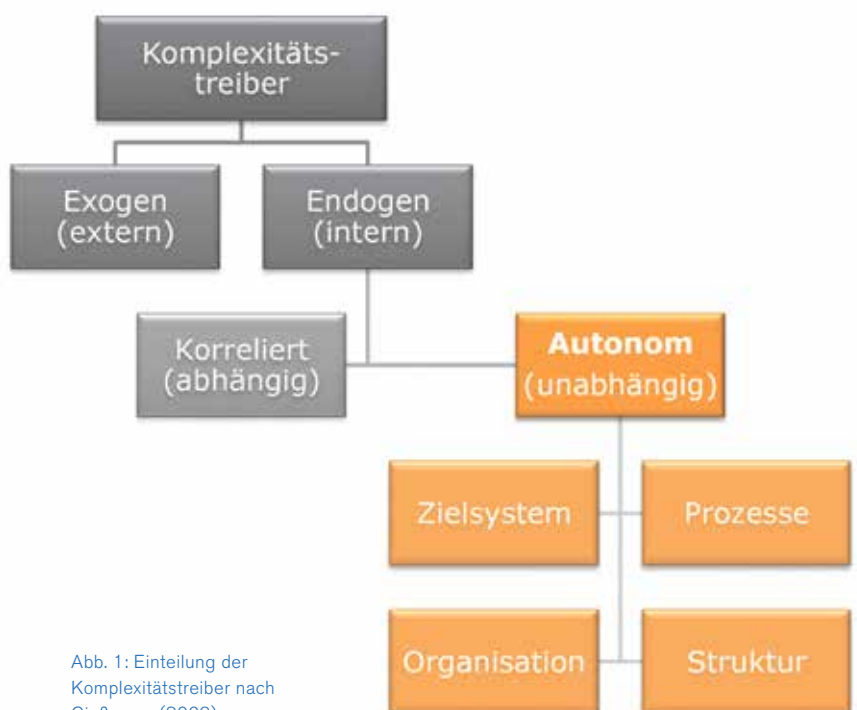 Komplexitäts-
treiber
Exogen
(extern)
Endogen
(intern)
Korreliert
(abhängig)
Autonom
(unabhängig)
Zielsystem
Prozesse
Organisation
Struktur
Abb. 1: Einteilung der
Komplexitätstreiber nach